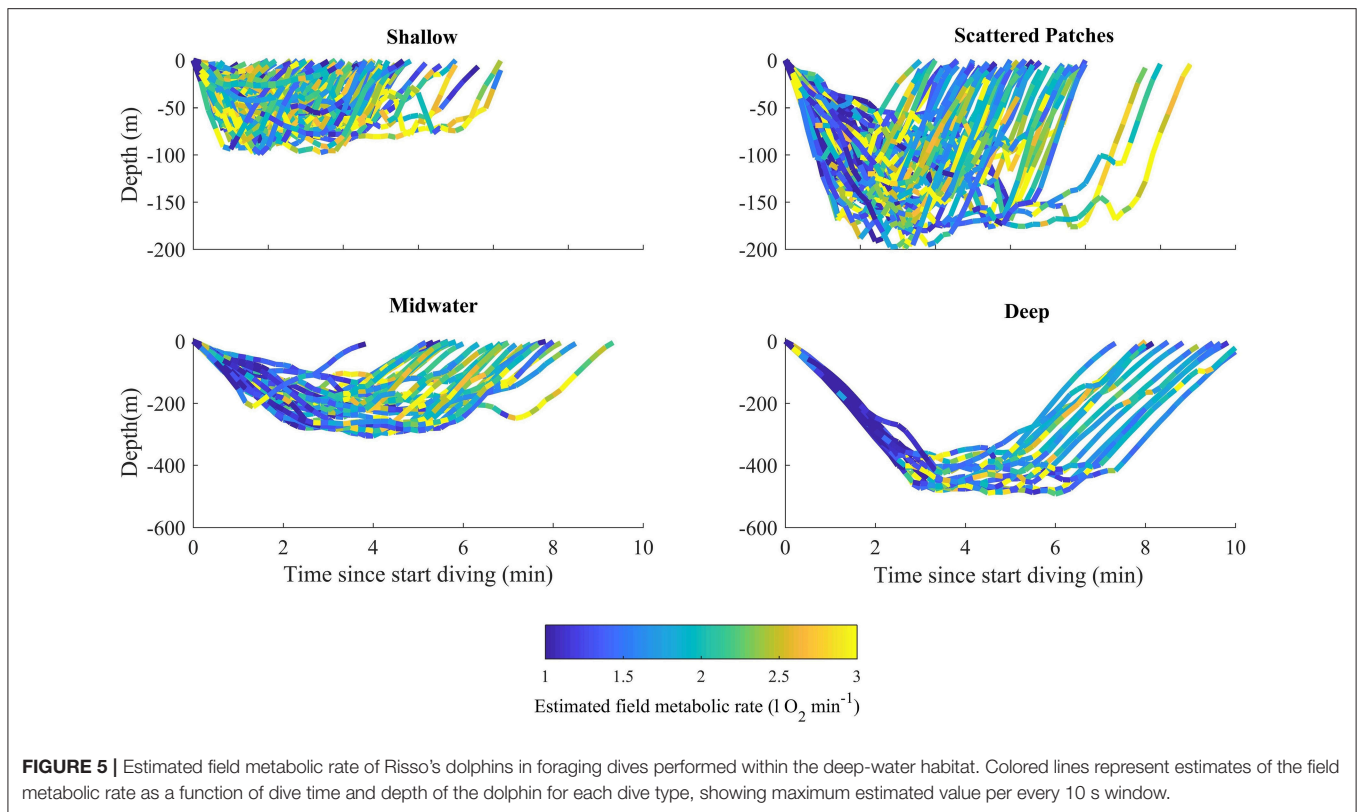 Shallow
Scattered Patches
0
-50
-100
-150
-200
Depth (m)
0
-50
-100
-150
-200
Midwater
Deep
0
-200
-400
-600
Depth(m)
0
-200
-400
-600
0 2 4 6 8 10
0 2 4 6 8 10
Time since start diving (min)
Time since start diving (min)
1 1.5 2 2.5 3
Estimated field metabolic rate (l O2 min-1)
FIGURE 5 | Estimated field metabolic rate of Risso's dolphins in foraging dives performed within the deep-water habitat. Colored lines represent estimates of the field
metabolic rate as a function of dive time and depth of the dolphin for each dive type, showing maximum estimated value per every 10 s window.